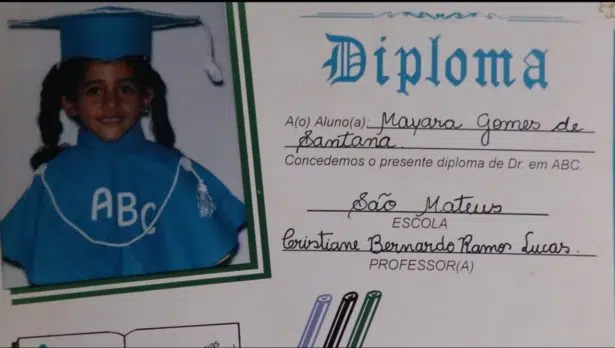 ABC
Diploma
A(o) Aluno(a): Mayara Gomes de
Santana.
Concedemos o presente diploma de Dr. em ABC.
São Mateus
ESCOLA
Cristiane Bernardo Ramos Lucas.
PROFESSOR(A)